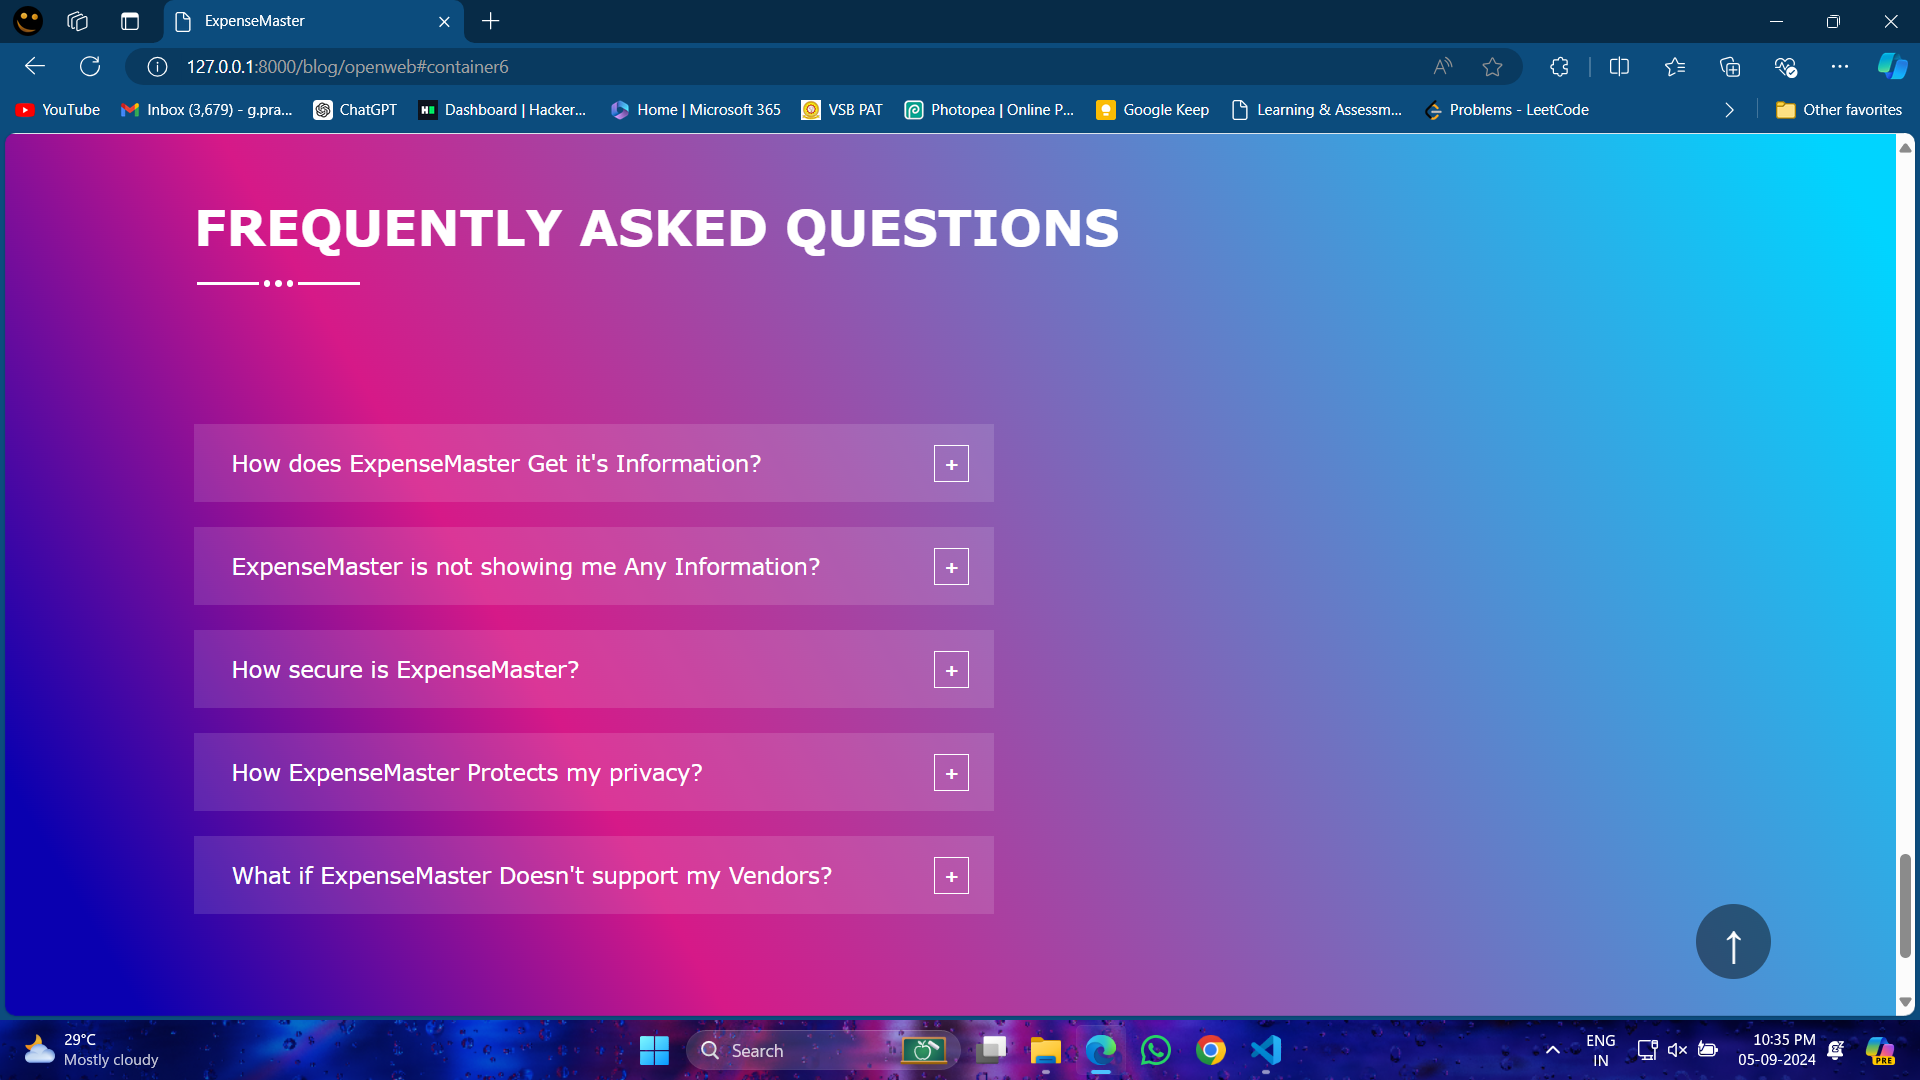 ExpenseMaster
127.0.0.1:8000/blog/openweb#container6
YouTube
Inbox (3,679) - g.pra...
ChatGPT
Dashboard | Hacker...
Home | Microsoft 365
VSB PAT
Photopea | Online P...
Google Keep
Learning & Assessm...
Problems - LeetCode
Other favorites
FREQUENTLY ASKED QUESTIONS
How does ExpenseMaster Get it's Information?
+
ExpenseMaster is not showing me Any Information?
+
How secure is ExpenseMaster?
+
How ExpenseMaster Protects my privacy?
+
What if ExpenseMaster Doesn't support my Vendors?
+
↑
29°C
Mostly cloudy
Search
ENG
IN
10:35 PM
05-09-2024
PRE